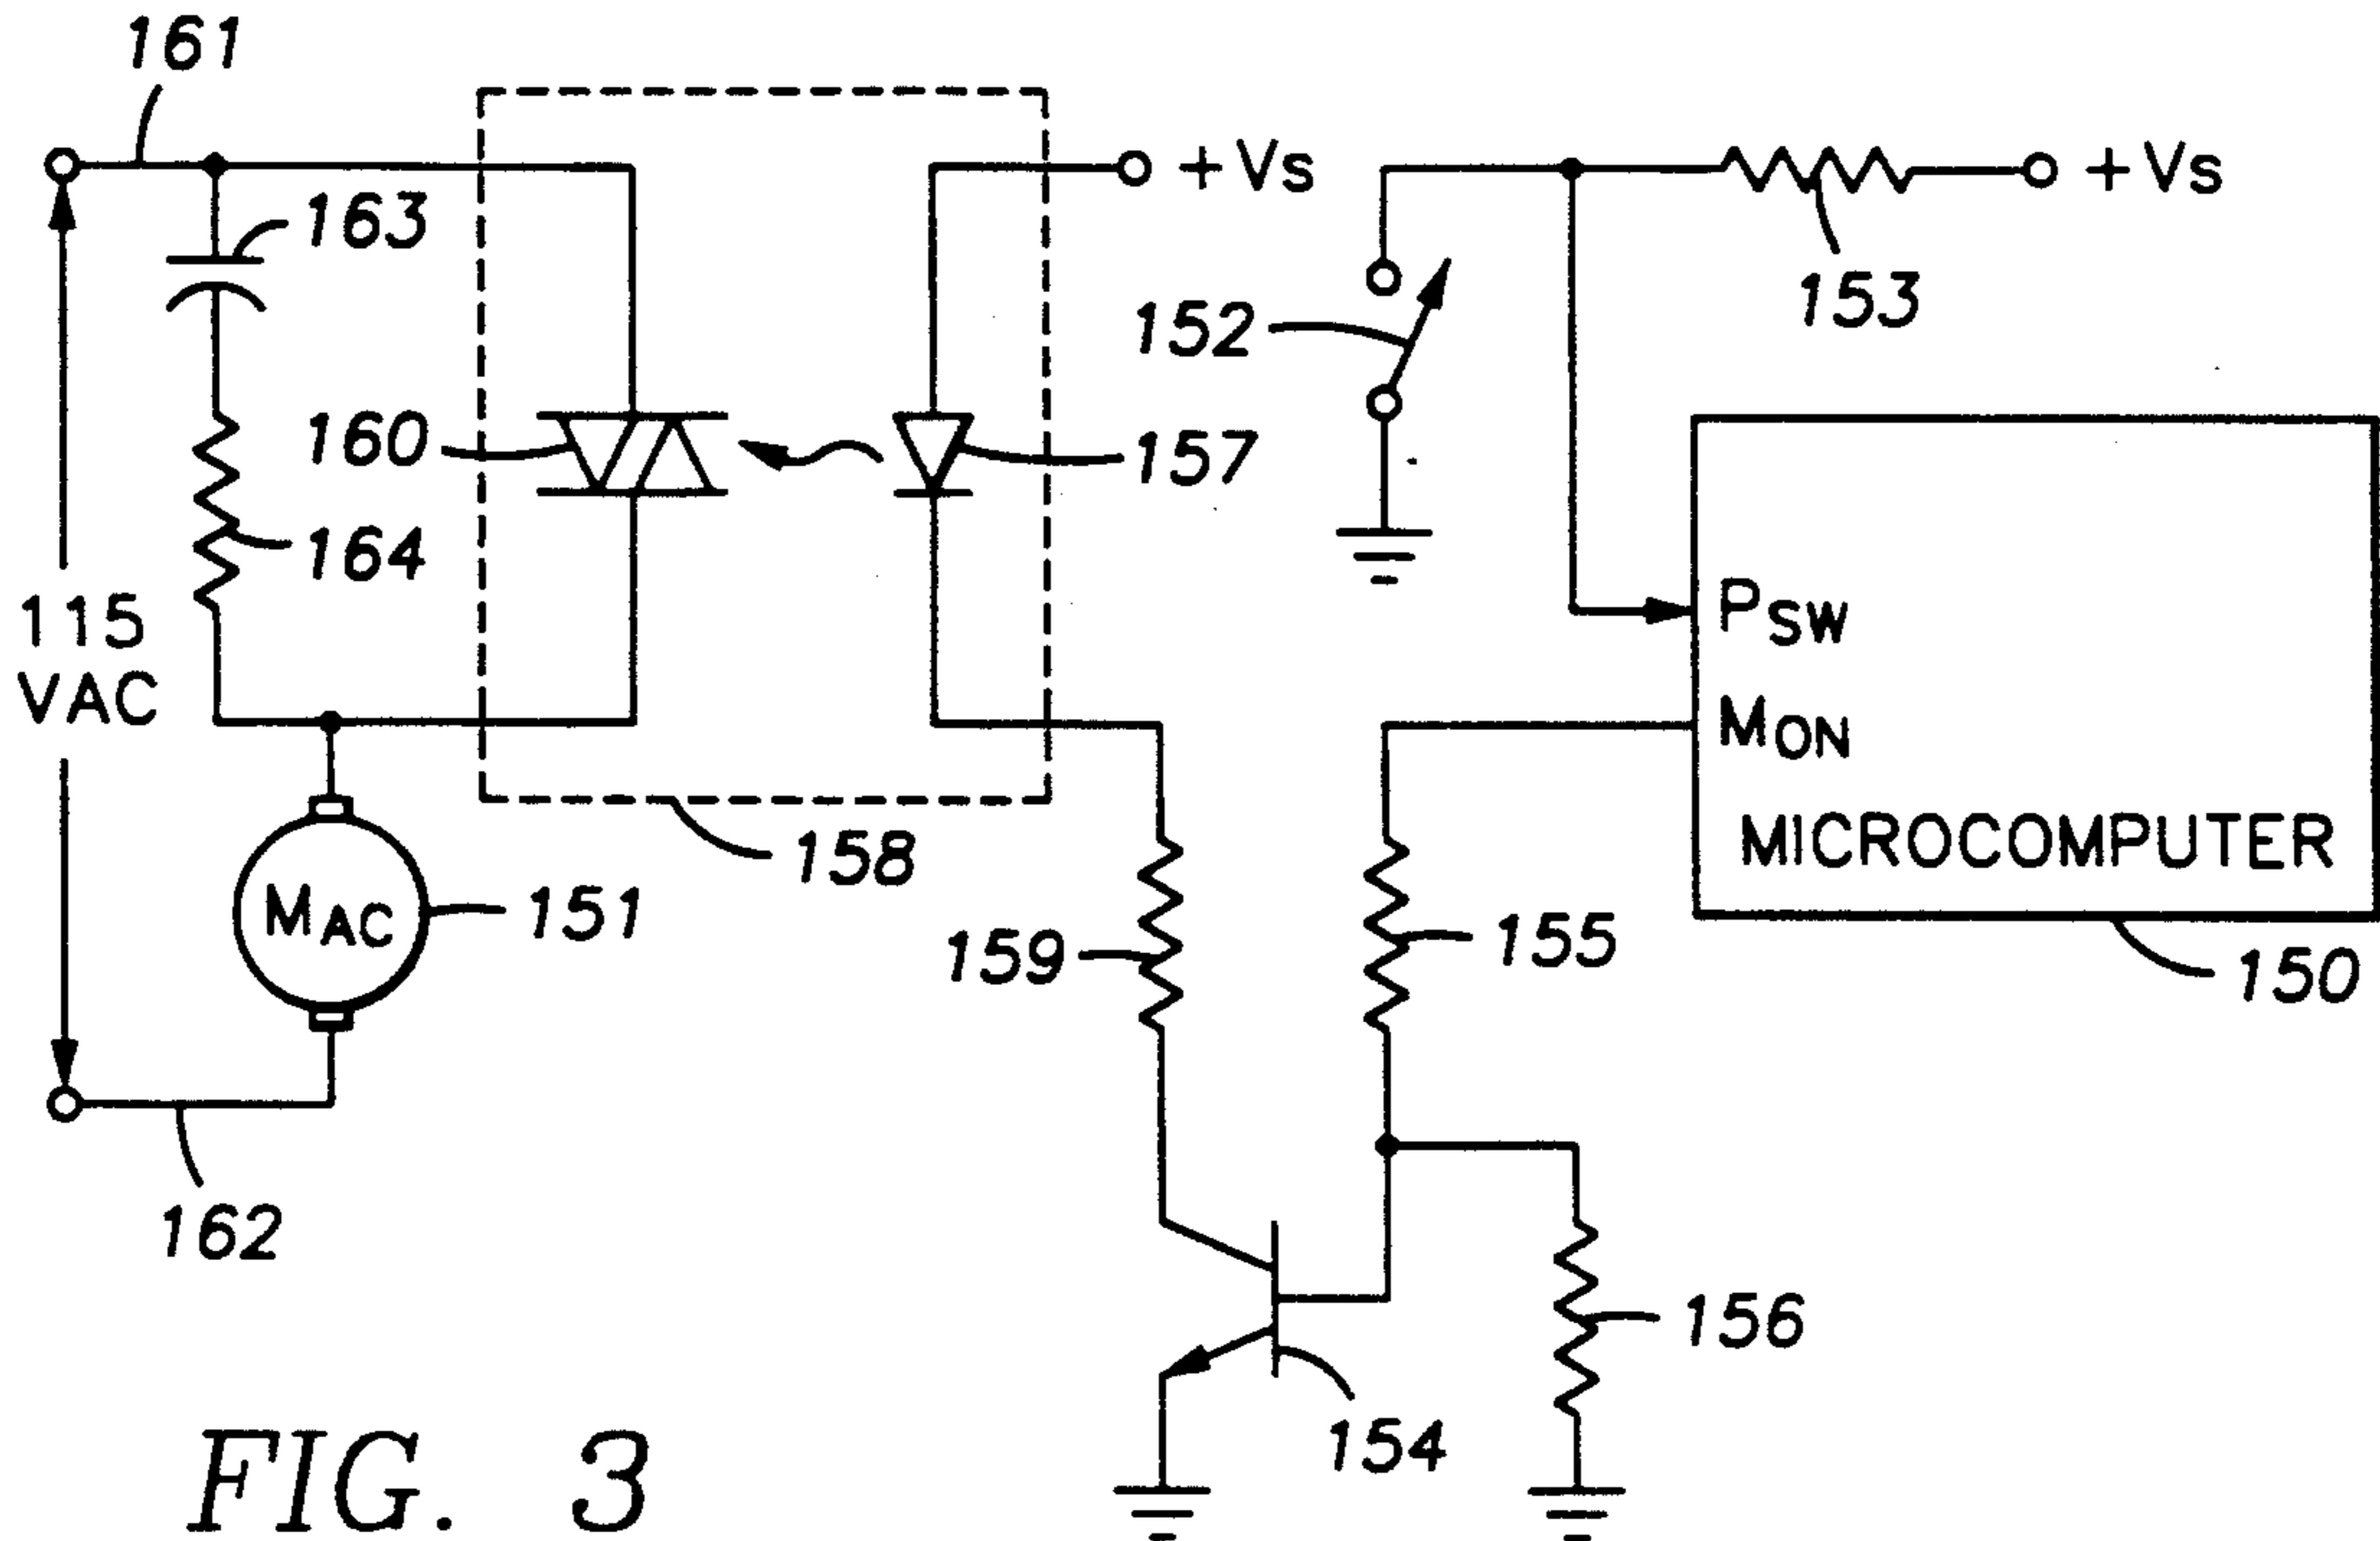 161
+Vs
+Vs
163
153
152
160
157
164
115
VAC
PSW
MON
MICROCOMPUTER
158
151
MAC
159
155
150
162
156
154
FIG. 3